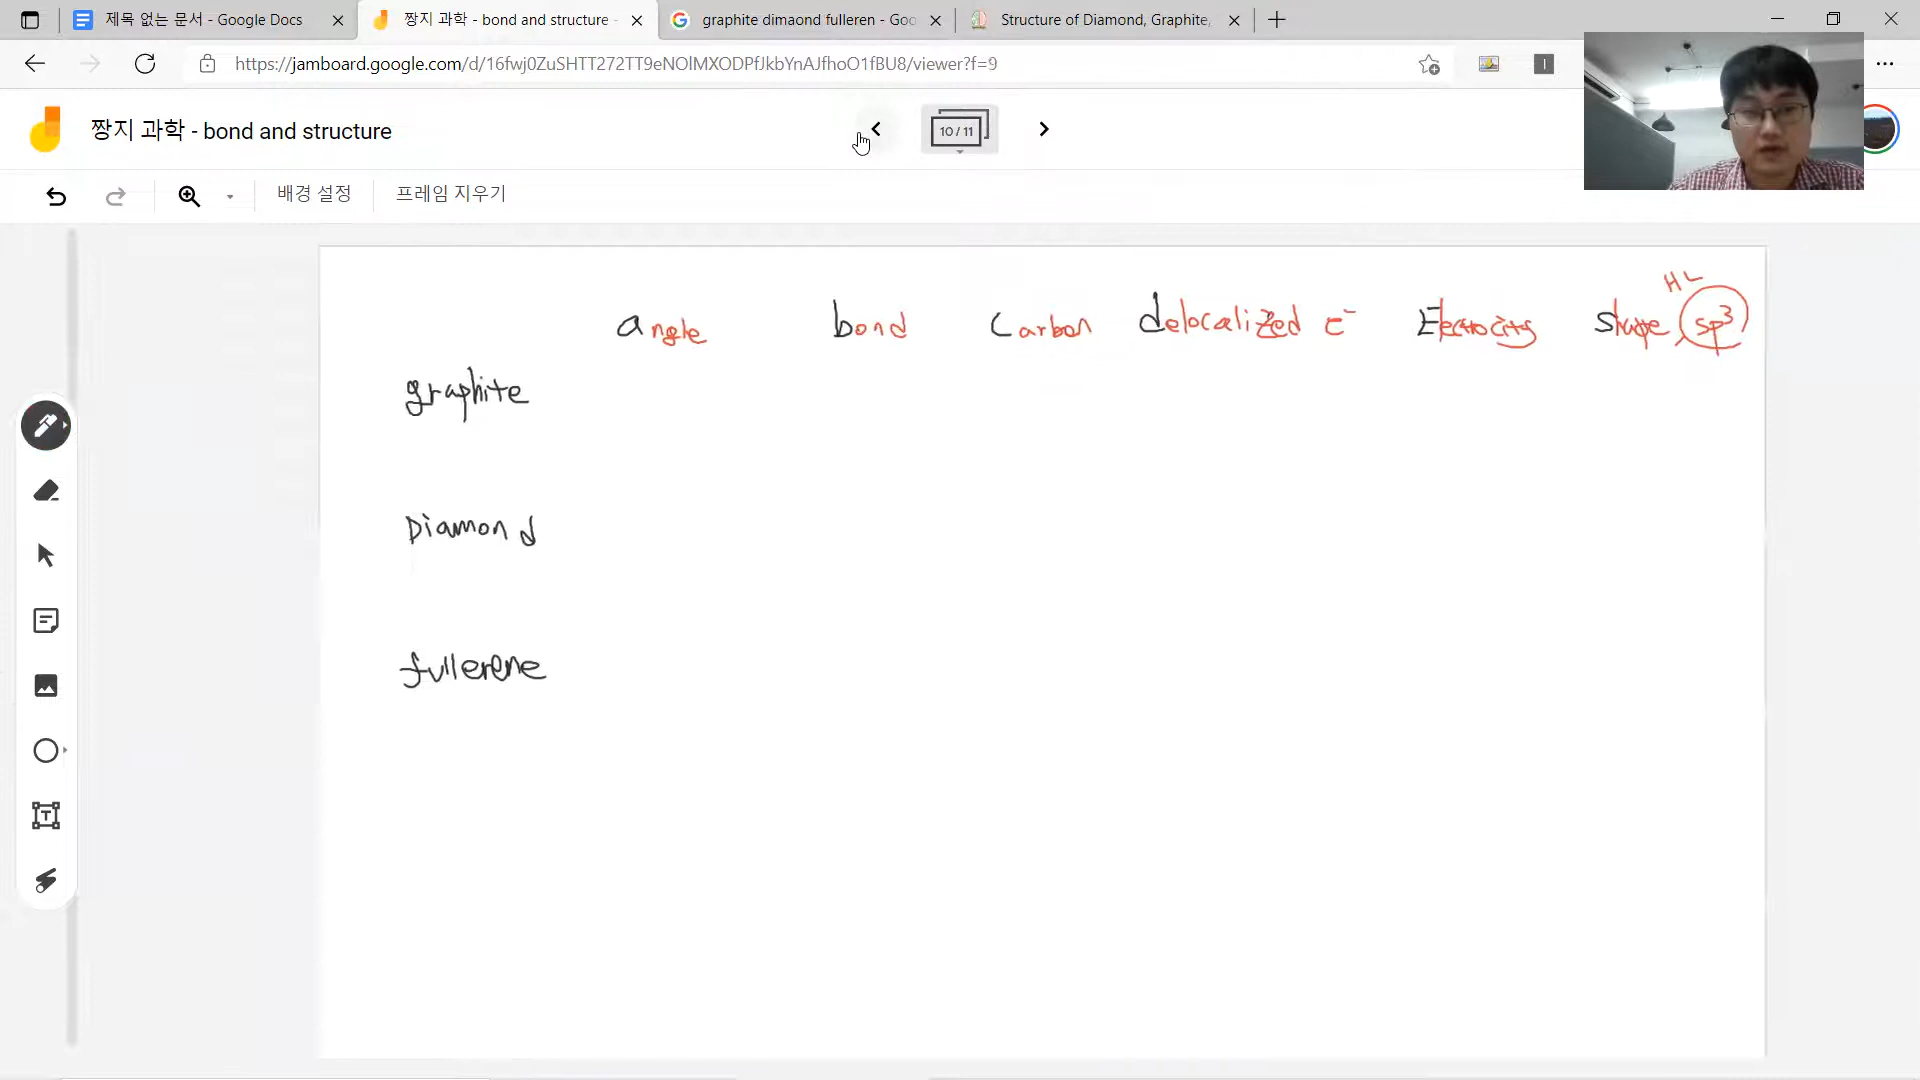 제목 없는 문서 - Google Docs
짱지 과학 - bond and structure -
graphite dimaond fulleren - Goo
Structure of Diamond, Graphite,
https://jamboard.google.com/d/16fwj0ZuSHTT272TT9eNOlMXODPfJkbYnAJfhoO1fBU8/viewer?f=9
짱지 과학 - bond and structure
10 / 11
배경 설정
프레임 지우기
HL
angle bond Carbon delocalized e⁻ Electrocity Shape, sp³
graphite
Diamond
fullerene